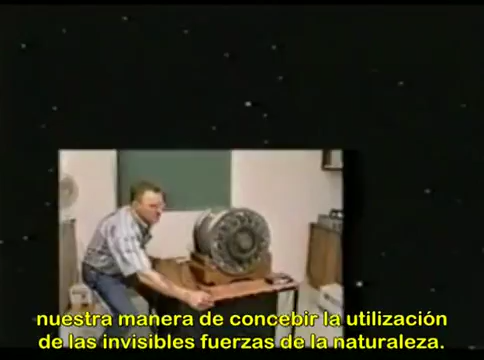 nuestra manera de concebir la utilización
de las invisibles fuerzas de la naturaleza.